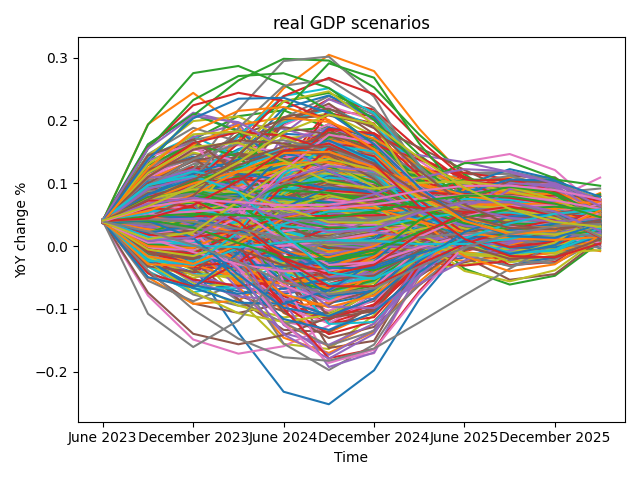 real GDP scenarios
YoY change %
0.3
0.2
0.1
0.0
−0.1
−0.2
June 2023 December 2023 June 2024 December 2024 June 2025 December 2025
Time